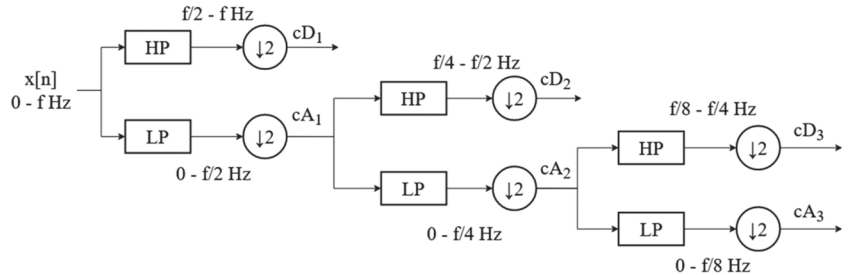 f/2 - f Hz
HP
↓2
cD1
x[n]
0 - f Hz
LP
↓2
cA1
0 - f/2 Hz
f/4 - f/2 Hz
HP
↓2
cD2
LP
↓2
cA2
0 - f/4 Hz
f/8 - f/4 Hz
HP
↓2
cD3
LP
↓2
cA3
0 - f/8 Hz